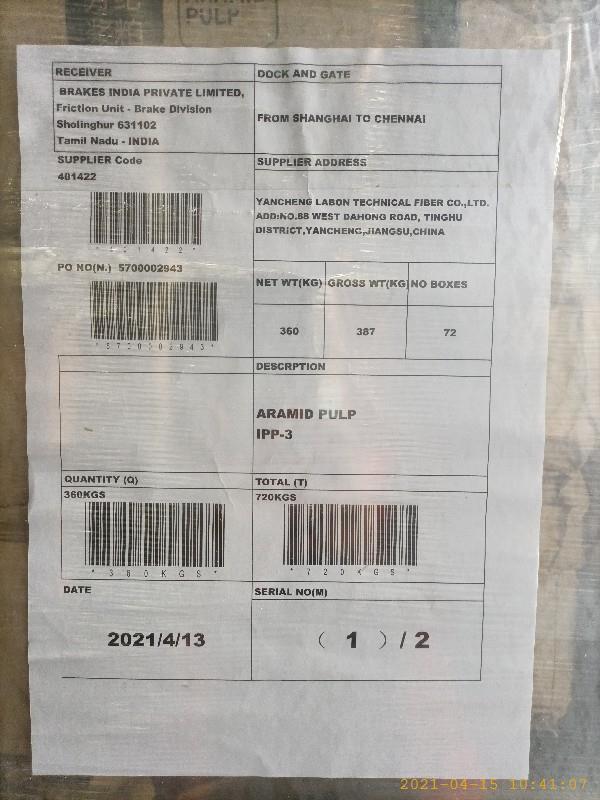 PULP
RECEIVER
BRAKES INDIA PRIVATE LIMITED,
Friction Unit - Brake Division
Sholinghur 631102
Tamil Nadu - INDIA
DOCK AND GATE
FROM SHANGHAI TO CHENNAI
SUPPLIER Code
401422
*401422*
SUPPLIER ADDRESS
YANCHENG LABON TECHNICAL FIBER CO.,LTD.
ADD:NO.88 WEST DAHONG ROAD, TINGHU
DISTRICT,YANCHENG,JIANGSU,CHINA
PO NO(N.) 5700002943
*5700002943*
NET WT(KG) GROSS WT(KG) NO BOXES
360 387 72
DESCRPTION
ARAMID PULP
IPP-3
QUANTITY (Q)
360KGS
*360KGS*
TOTAL (T)
720KGS
*720KGS*
DATE
2021/4/13
SERIAL NO(M)
( 1 ) / 2
2021-04-15 10:41:07